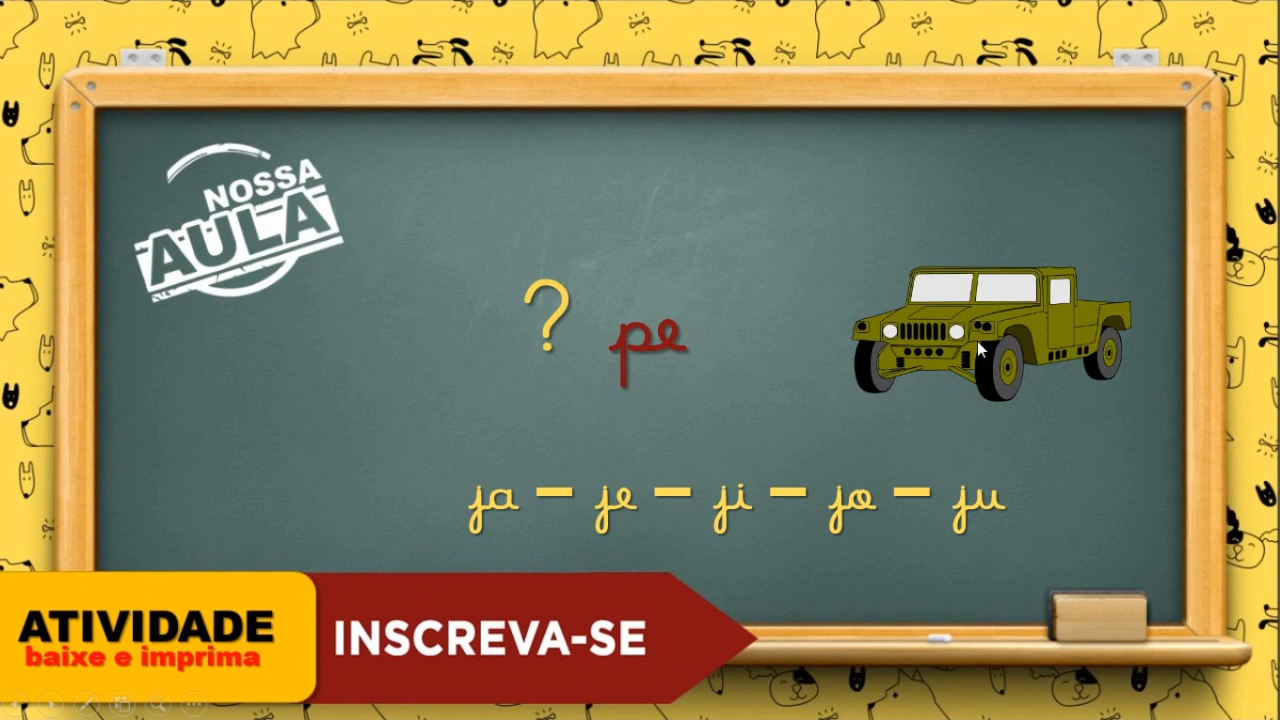 NOSSA
AULA
? pe
ja - je - ji - jo - ju
ATIVIDADE
baixe e imprima
INSCREVA-SE